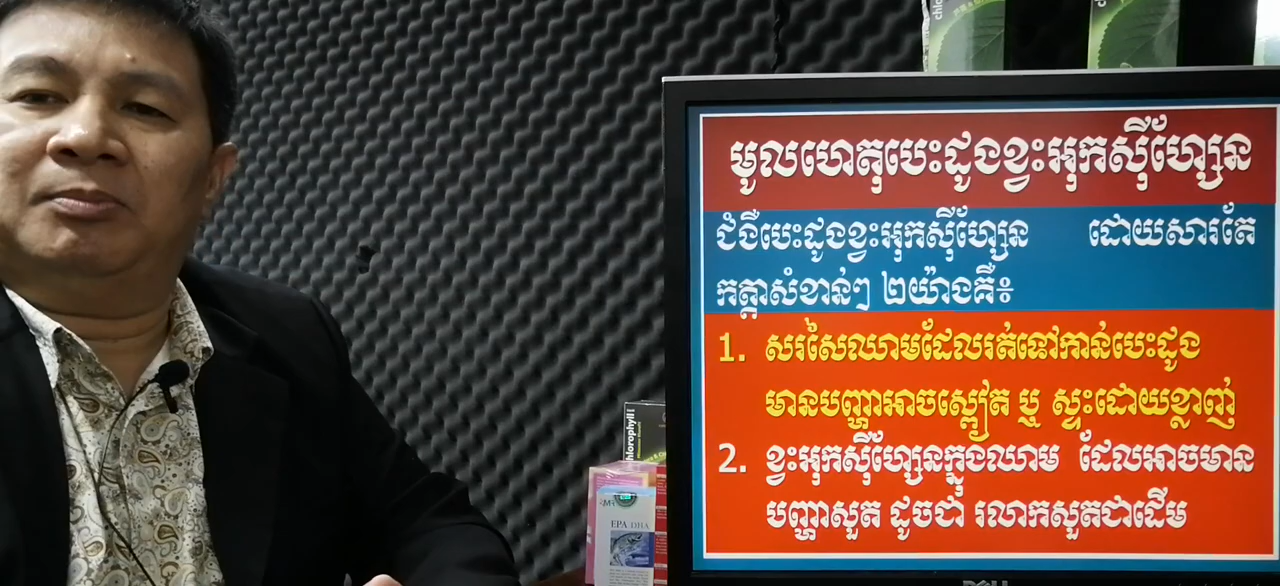 មូលហេតុបេះដូងខ្វះអុកស៊ីហ្សែន
ជំងឺបេះដូងខ្វះអុកស៊ីហ្សែន ដោយសារតែ
កត្តាសំខាន់ៗ ២យ៉ាងគឺ៖
1. សរសៃឈាមដែលរត់ទៅកាន់បេះដូង
មានបញ្ហាអាចស្ពៀត ឬ ស្ទះដោយខ្លាញ់
2. ខ្វះអុកស៊ីហ្សែនក្នុងឈាម ដែលអាចមាន
បញ្ហាសួត ដូចជា រលាកសួតជាដើម
chlorophyll
EPA DHA
DELL